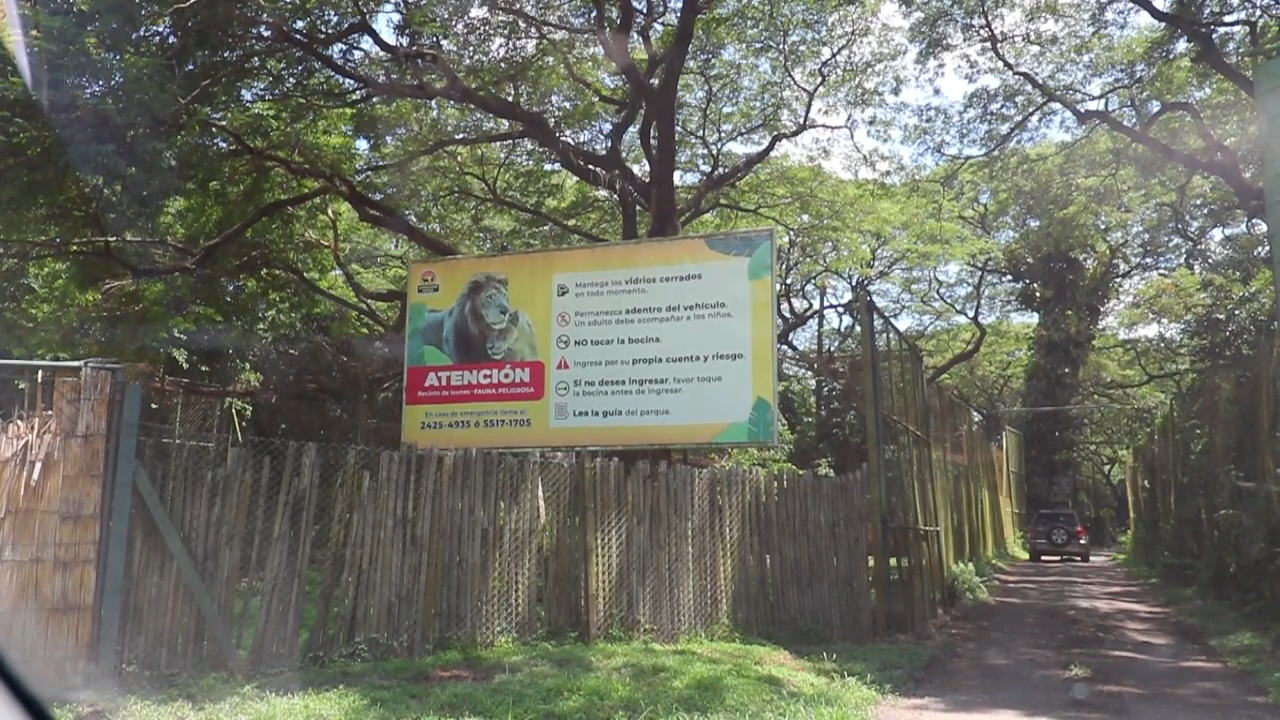 ATENCIÓN
Recinto de leones - FAUNA PELIGROSA
En caso de emergencia llame al:
2425-4935 ó 5517-1705
Mantega los vidrios cerrados
en todo momento.
Permanezca adentro del vehículo.
Un adulto debe acompañar a los niños.
NO tocar la bocina.
Ingresa por su propia cuenta y riesgo.
Si no desea ingresar, favor toque
la bocina antes de ingresar.
Lea la guía del parque.